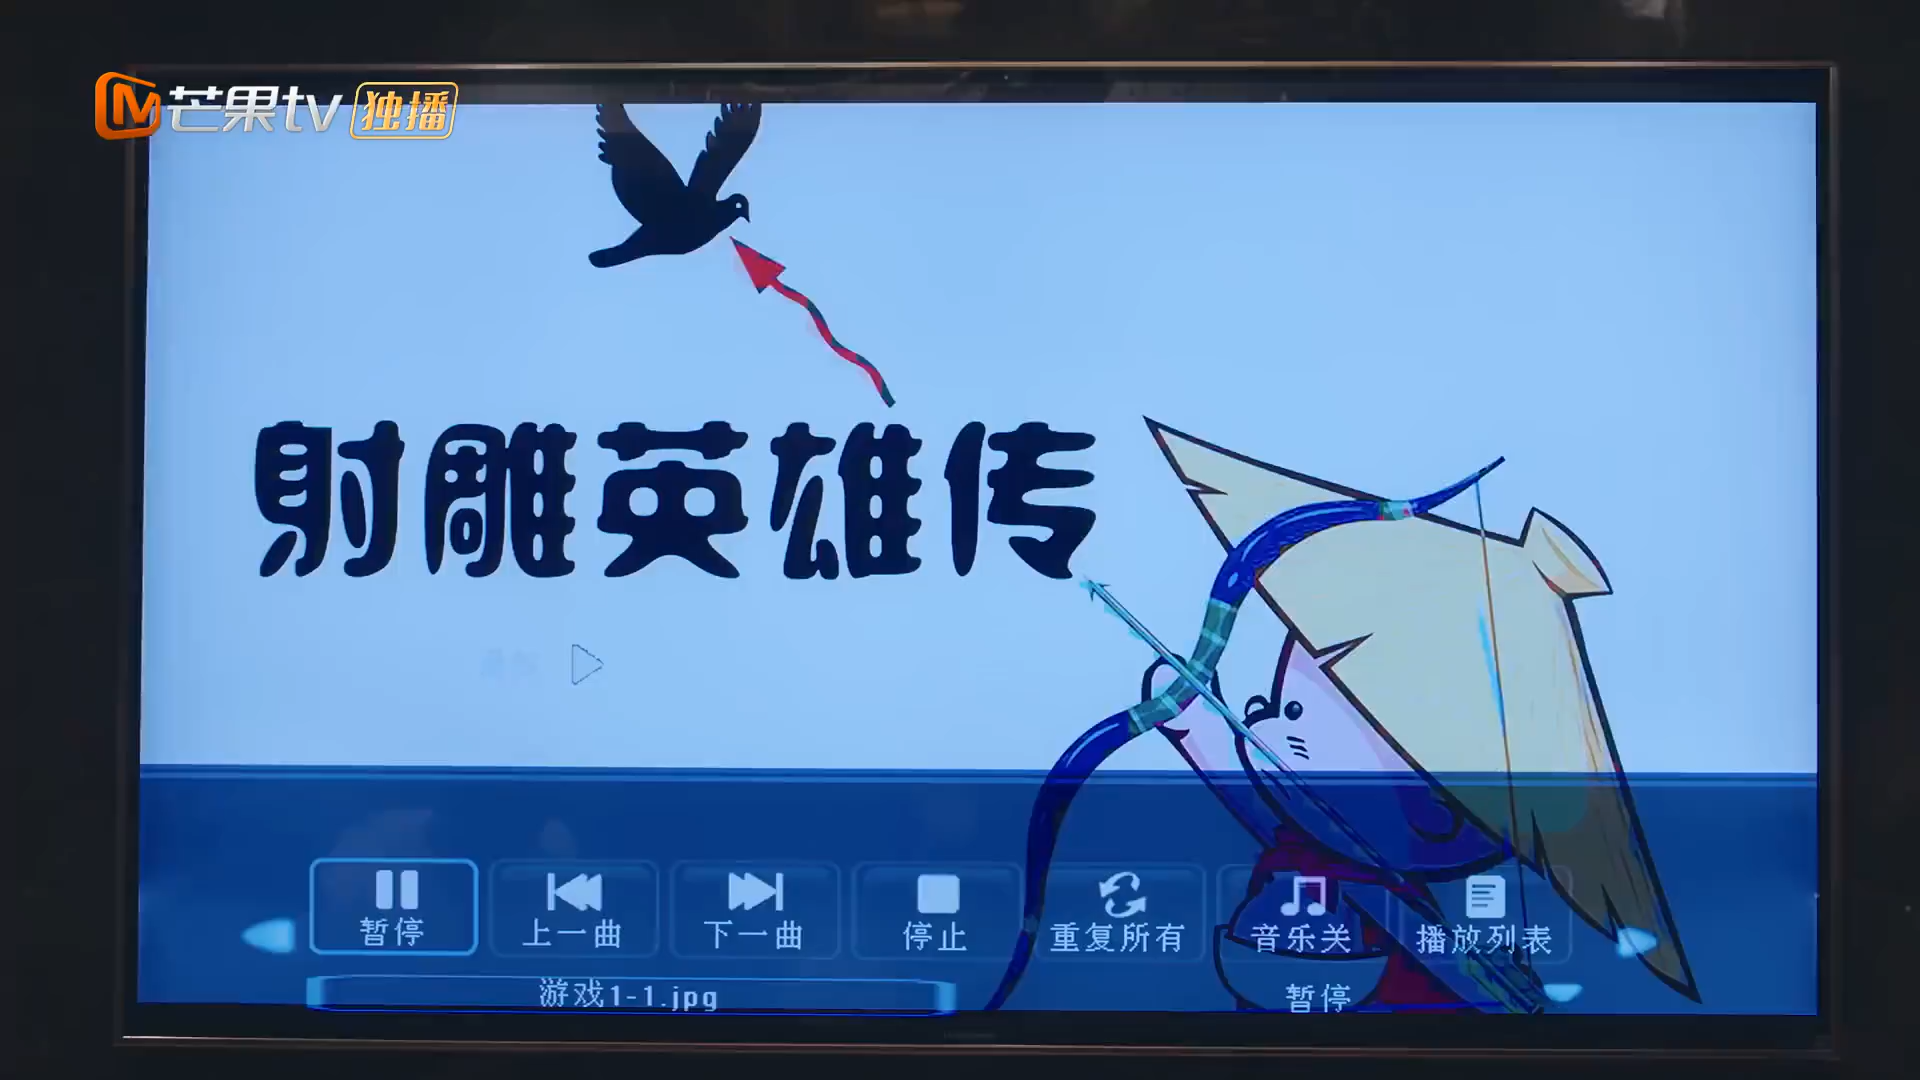 芒果tv 独播
射雕英雄传
暂停 上一曲 下一曲 停止 重复所有 音乐关 播放列表
游戏1-1.jpg 暂停